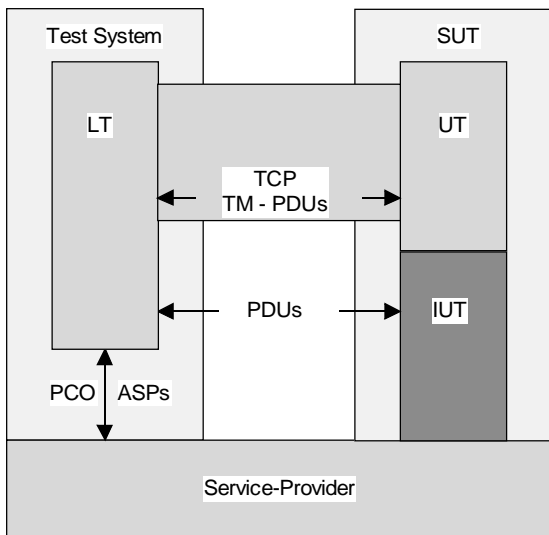 Test System
SUT
LT
UT
TCP
TM - PDUs
PDUs
IUT
PCO
ASPs
Service-Provider